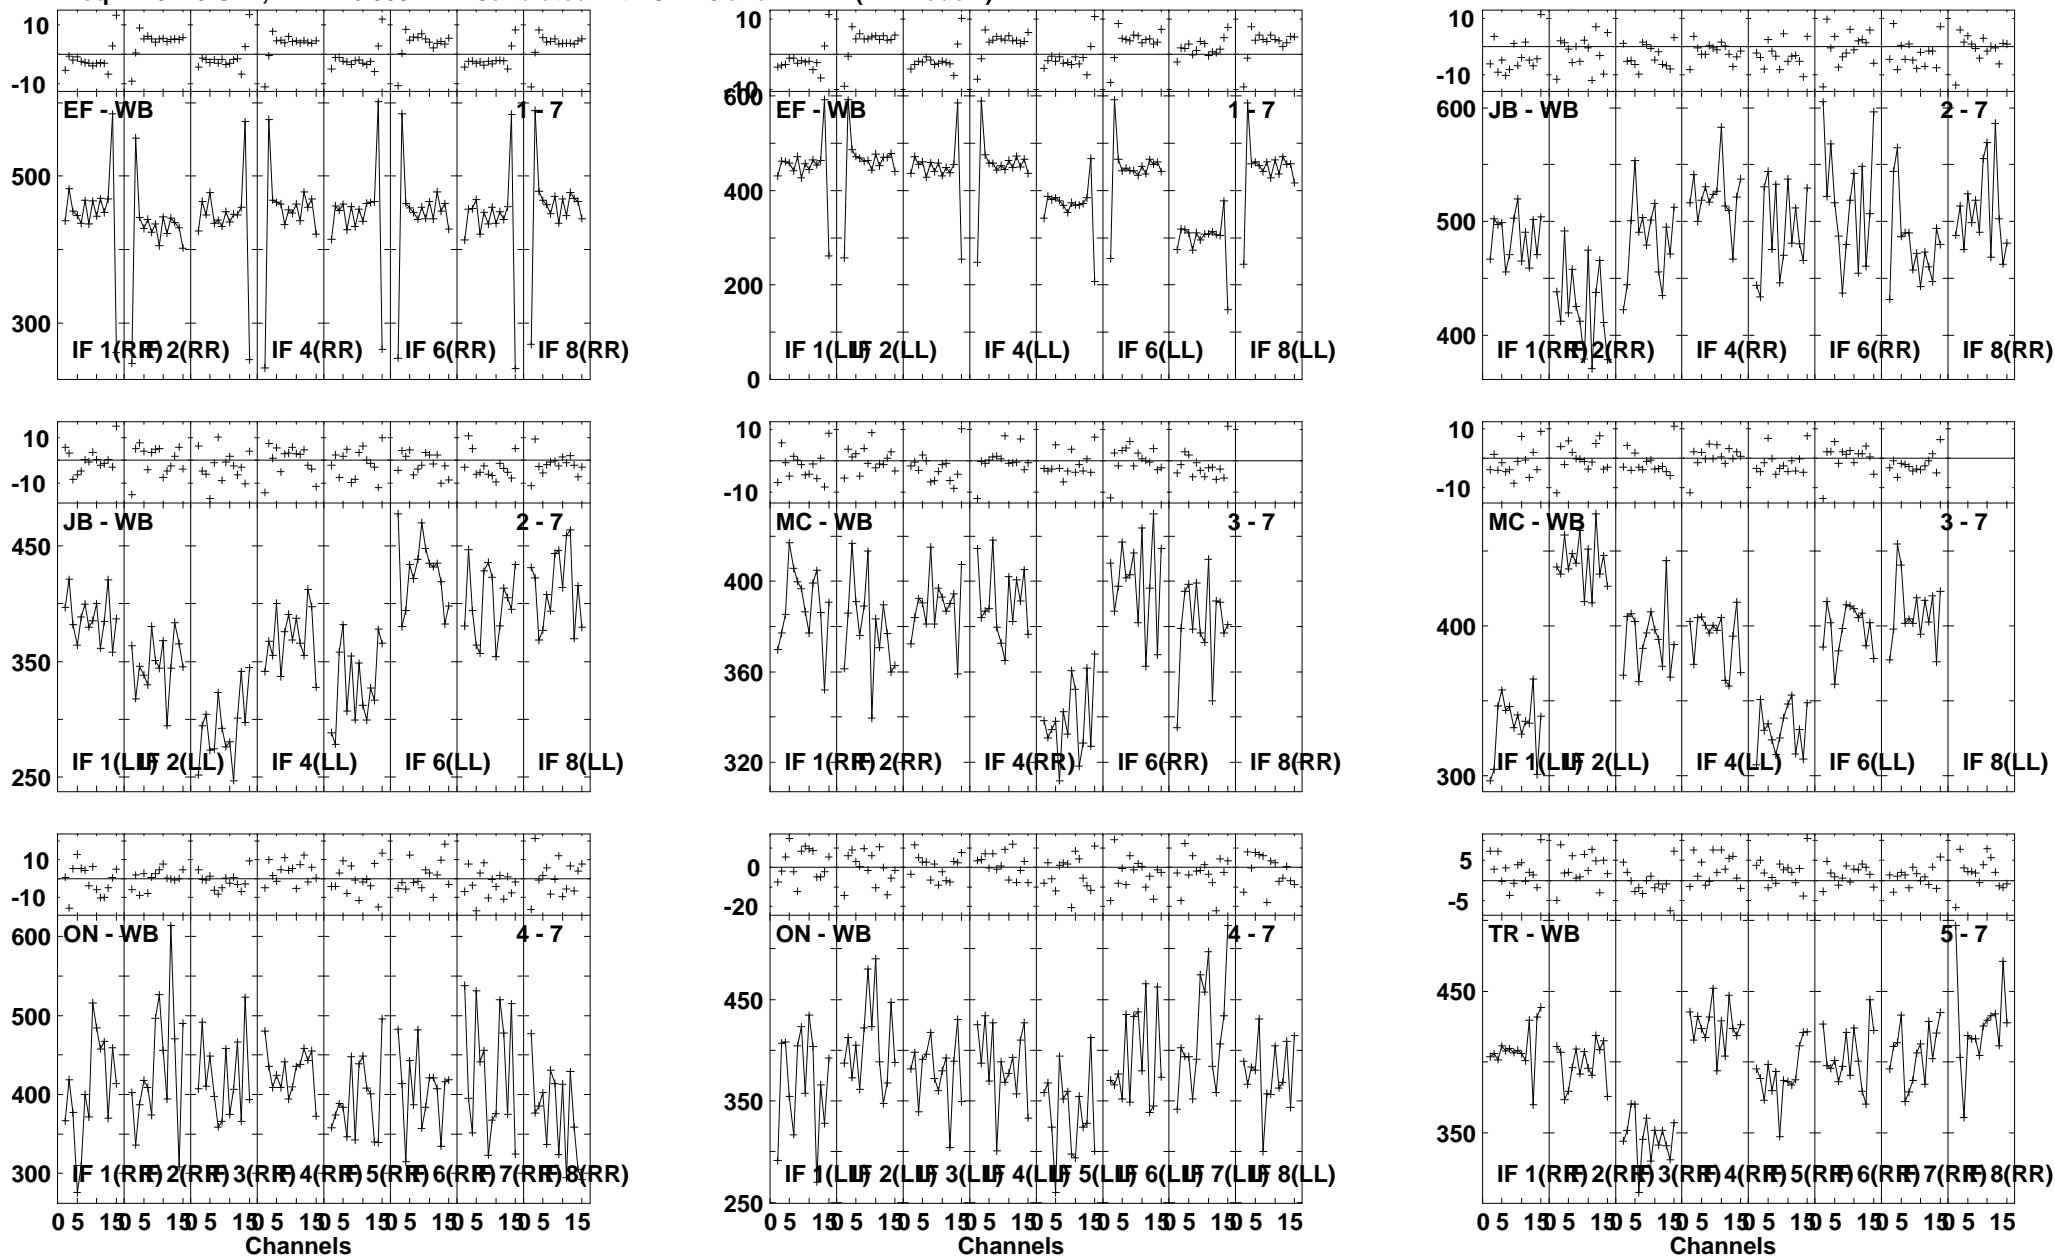 10 10 10
-10 -10 -10
EF - WB 1 - 7 600 EF - WB 1 - 7 600 JB - WB 2 - 7
500 400 500
300 200 400
IF 1(RR) IF 2(RR) IF 4(RR) IF 6(RR) IF 8(RR) IF 1(LL) IF 2(LL) IF 4(LL) IF 6(LL) IF 8(LL) IF 1(RR) IF 2(RR) IF 4(RR) IF 6(RR) IF 8(RR)
0
10 10 10
-10 -10 -10
JB - WB 2 - 7 MC - WB 3 - 7 MC - WB 3 - 7
450 400 400
350 360
250 320 300
IF 1(LL) IF 2(LL) IF 4(LL) IF 6(LL) IF 8(LL) IF 1(RR) IF 2(RR) IF 4(RR) IF 6(RR) IF 8(RR) IF 1(LL) IF 2(LL) IF 4(LL) IF 6(LL) IF 8(LL)
10 0 5
-10 -20 -5
600 ON - WB 4 - 7 ON - WB 4 - 7 TR - WB 5 - 7
500 450 450
400 350 350
300 250
IF 1(RR) IF 2(RR) IF 3(RR) IF 4(RR) IF 5(RR) IF 6(RR) IF 7(RR) IF 8(RR) IF 1(LL) IF 2(LL) IF 3(LL) IF 4(LL) IF 5(LL) IF 6(LL) IF 7(LL) IF 8(LL) IF 1(RR) IF 2(RR) IF 3(RR) IF 4(RR) IF 5(RR) IF 6(RR) IF 7(RR) IF 8(RR)
0 5 15 0 5 15 0 5 15 0 5 15 0 5 15 0 5 15 0 5 15 0 5 15 0 5 15 0 5 15 0 5 15 0 5 15 0 5 15 0 5 15 0 5 15 0 5 15 0 5 15 0 5 15 0 5 15 0 5 15 0 5 15 0 5 15 0 5 15 0 5 15
Channels Channels Channels